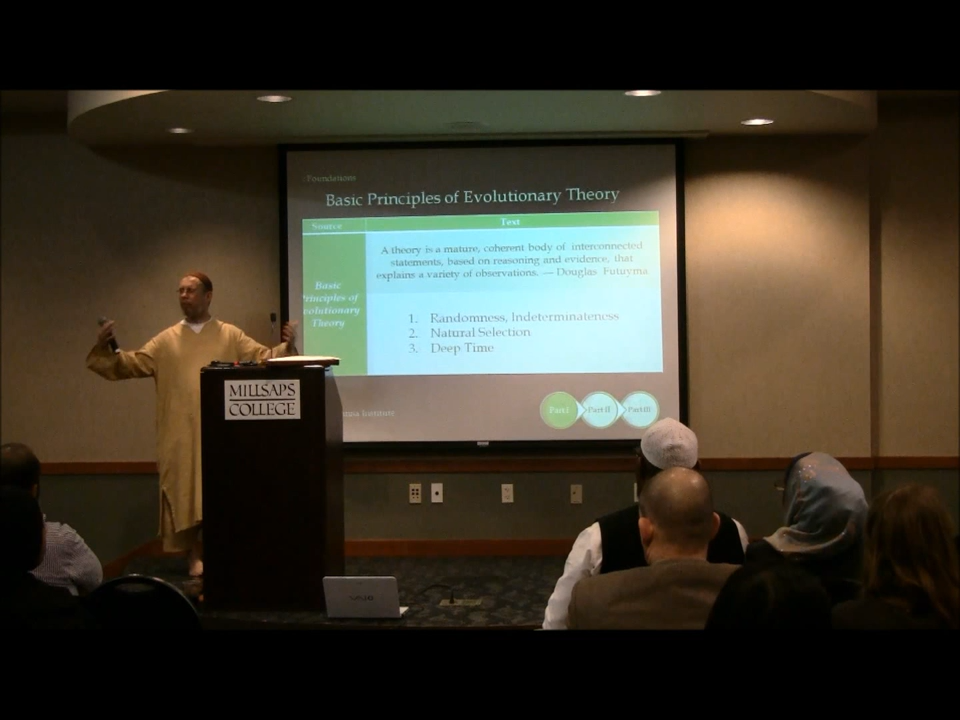 Foundations
Basic Principles of Evolutionary Theory
Source
Text
A theory is a mature, coherent body of interconnected
statements, based on reasoning and evidence, that
explains a variety of observations. — Douglas Futuyma
Basic
Principles of
Evolutionary
Theory
1. Randomness, Indeterminateness
2. Natural Selection
3. Deep Time
Institute
Part I
Part II
Part III
MILLSAPS
COLLEGE